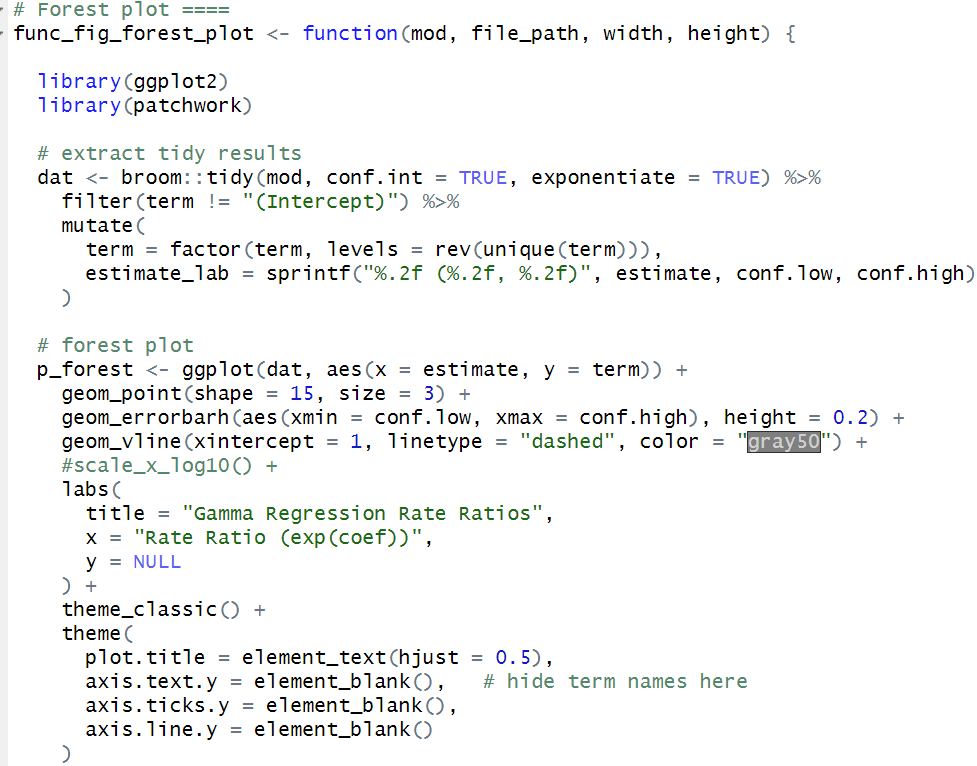 # Forest plot ====
func_fig_forest_plot <- function(mod, file_path, width, height) {
library(ggplot2)
library(patchwork)
# extract tidy results
dat <- broom::tidy(mod, conf.int = TRUE, exponentiate = TRUE) %>%
filter(term != "(Intercept)") %>%
mutate(
term = factor(term, levels = rev(unique(term))),
estimate_lab = sprintf("%.2f (%.2f, %.2f)", estimate, conf.low, conf.high)
)
# forest plot
p_forest <- ggplot(dat, aes(x = estimate, y = term)) +
geom_point(shape = 15, size = 3) +
geom_errorbarh(aes(xmin = conf.low, xmax = conf.high), height = 0.2) +
geom_vline(xintercept = 1, linetype = "dashed", color = "gray50") +
#scale_x_log10() +
labs(
title = "Gamma Regression Rate Ratios",
x = "Rate Ratio (exp(coef))",
y = NULL
) +
theme_classic() +
theme(
plot.title = element_text(hjust = 0.5),
axis.text.y = element_blank(),   # hide term names here
axis.ticks.y = element_blank(),
axis.line.y = element_blank()
)